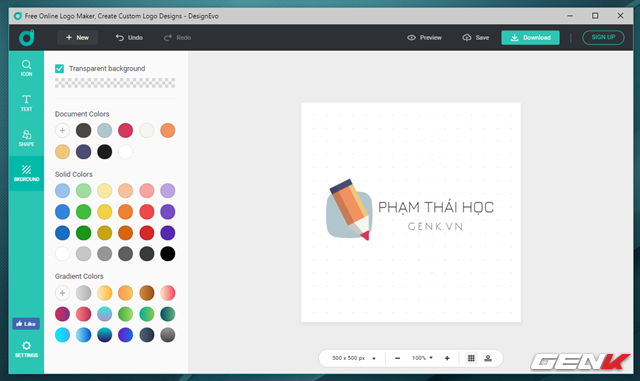 Free Online Logo Maker, Create Custom Logo Designs - DesignEvo
+ New Undo Redo Preview Save Download SIGN UP
ICON
TEXT
SHAPE
BKGROUND
Like
SETTINGS
Transparent background
Document Colors
Solid Colors
Gradient Colors
PHẠM THÁI HỌC
GENK.VN
500 x 500 px
100%
GENK